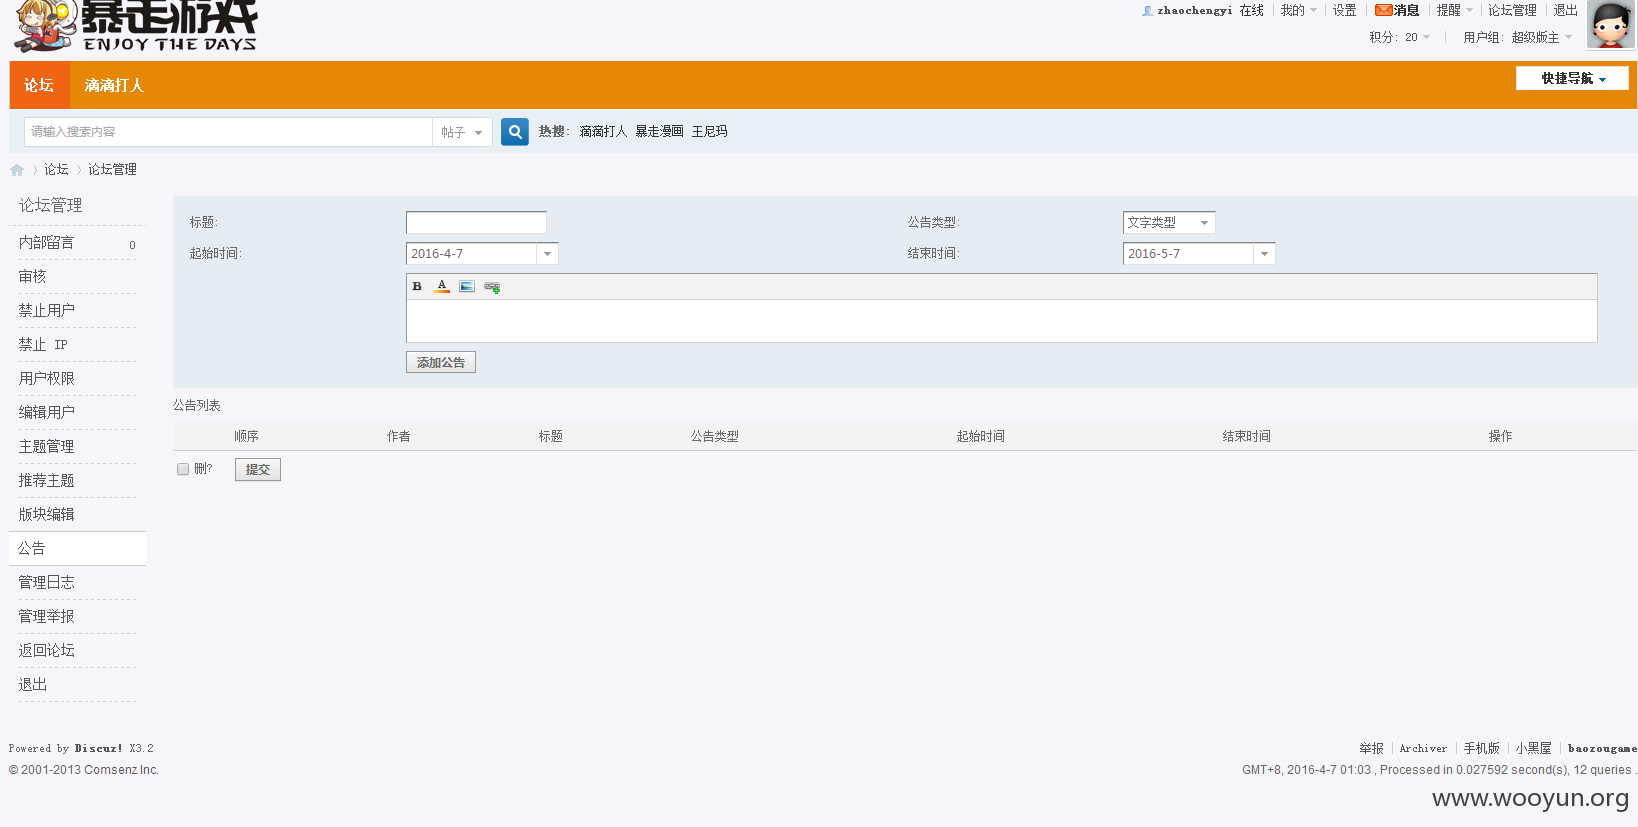 暴走游戏
ENJOY THE DAYS
zhaochengyi 在线 我的 设置 消息 提醒 论坛管理 退出
积分: 20 用户组: 超级版主
论坛 滴滴打人 快捷导航
请输入搜索内容 帖子 热搜: 滴滴打人 暴走漫画 王尼玛
论坛 论坛管理
论坛管理
内部留言 0
审核
禁止用户
禁止 IP
用户权限
编辑用户
主题管理
推荐主题
版块编辑
公告
管理日志
管理举报
返回论坛
退出
标题: 公告类型: 文字类型
起始时间: 2016-4-7 结束时间: 2016-5-7
B A
添加公告
公告列表
顺序 作者 标题 公告类型 起始时间 结束时间 操作
删? 提交
Powered by Discuz! X3.2
© 2001-2013 Comsenz Inc.
举报 Archiver 手机版 小黑屋 baozougame
GMT+8, 2016-4-7 01:03 , Processed in 0.027592 second(s), 12 queries .
www.wooyun.org